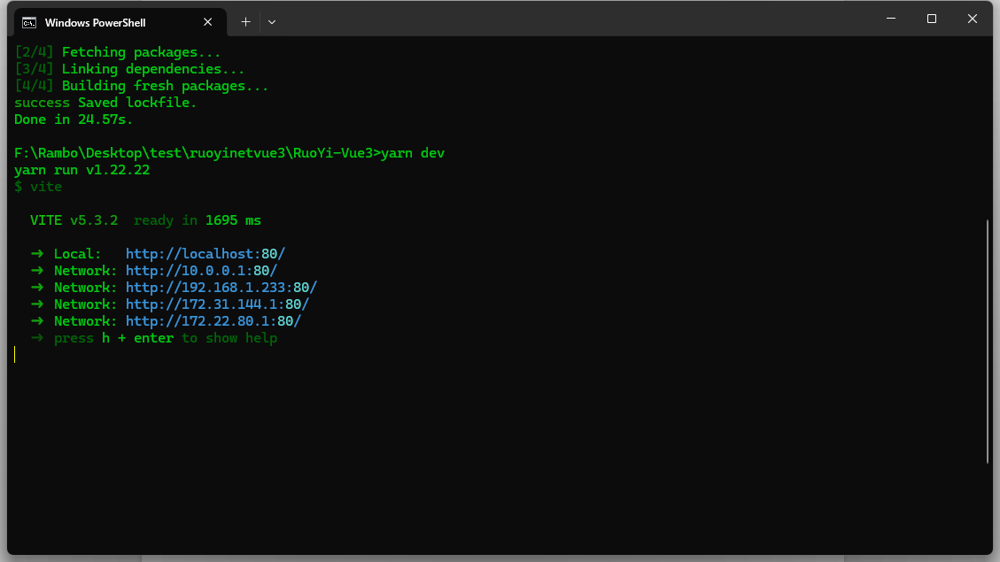 Windows PowerShell
[2/4] Fetching packages...
[3/4] Linking dependencies...
[4/4] Building fresh packages...
success Saved lockfile.
Done in 24.57s.
F:\Rambo\Desktop\test\ruoyinetvue3\RuoYi-Vue3>yarn dev
yarn run v1.22.22
$ vite
VITE v5.3.2  ready in 1695 ms
➜ Local:   http://localhost:80/
➜ Network: http://10.0.0.1:80/
➜ Network: http://192.168.1.233:80/
➜ Network: http://172.31.144.1:80/
➜ Network: http://172.22.80.1:80/
➜ press h + enter to show help